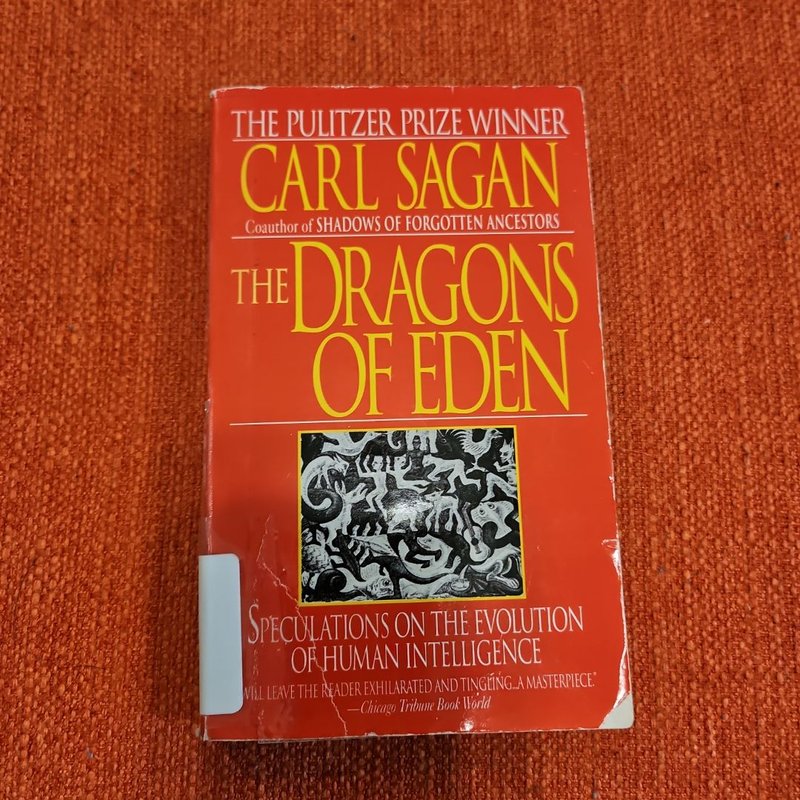 THE PULITZER PRIZE WINNER
CARL SAGAN
Coauthor of SHADOWS OF FORGOTTEN ANCESTORS
THE DRAGONS
OF EDEN
SPECULATIONS ON THE EVOLUTION
OF HUMAN INTELLIGENCE
WILL LEAVE THE READER EXHILARATED AND TINGLING...A MASTERPIECE."
—Chicago Tribune Book World